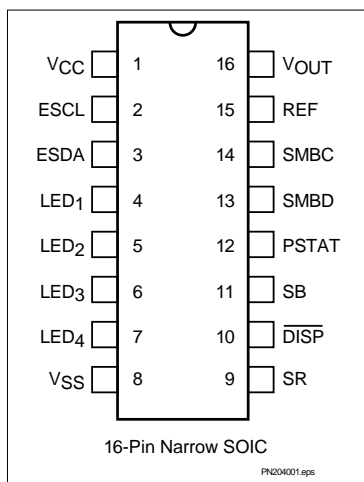 VCC 1 16 VOUT
ESCL 2 15 REF
ESDA 3 14 SMBC
LED1 4 13 SMBD
LED2 5 12 PSTAT
LED3 6 11 SB
LED4 7 10 DISP
VSS 8 9 SR
16-Pin Narrow SOIC
PN204001.eps